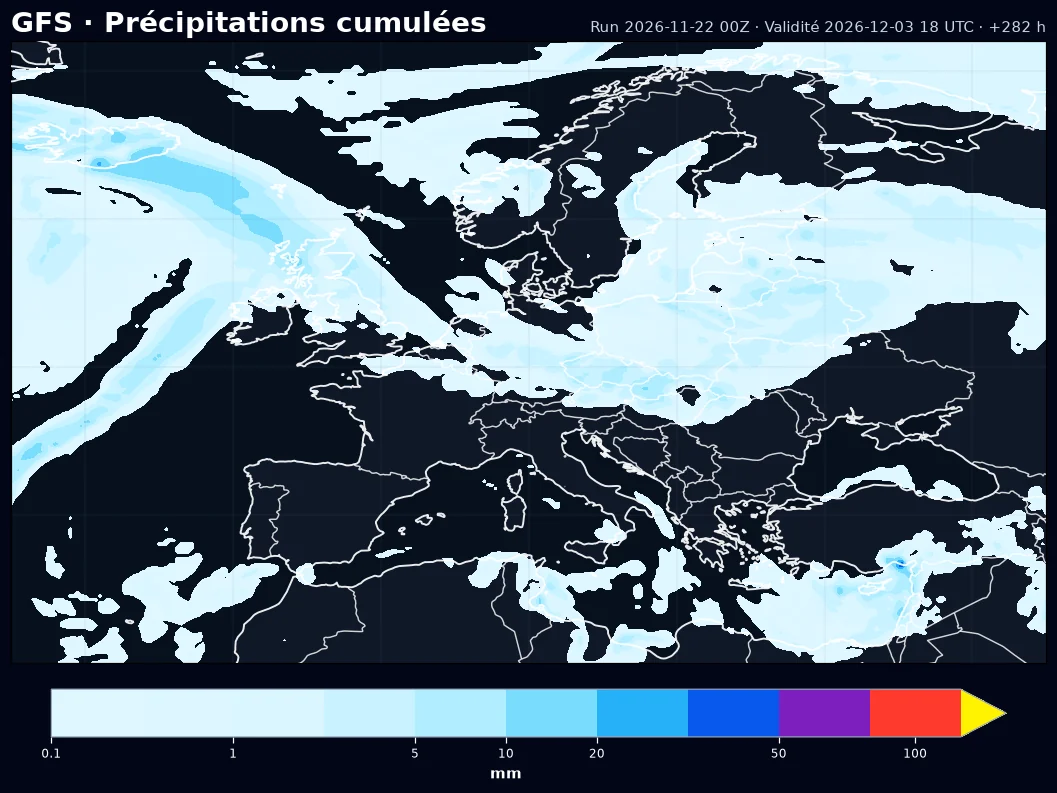 GFS · Précipitations cumulées
Run 2026-11-22 00Z · Validité 2026-12-03 18 UTC · +282 h
0.1 1 5 10 20 50 100
mm